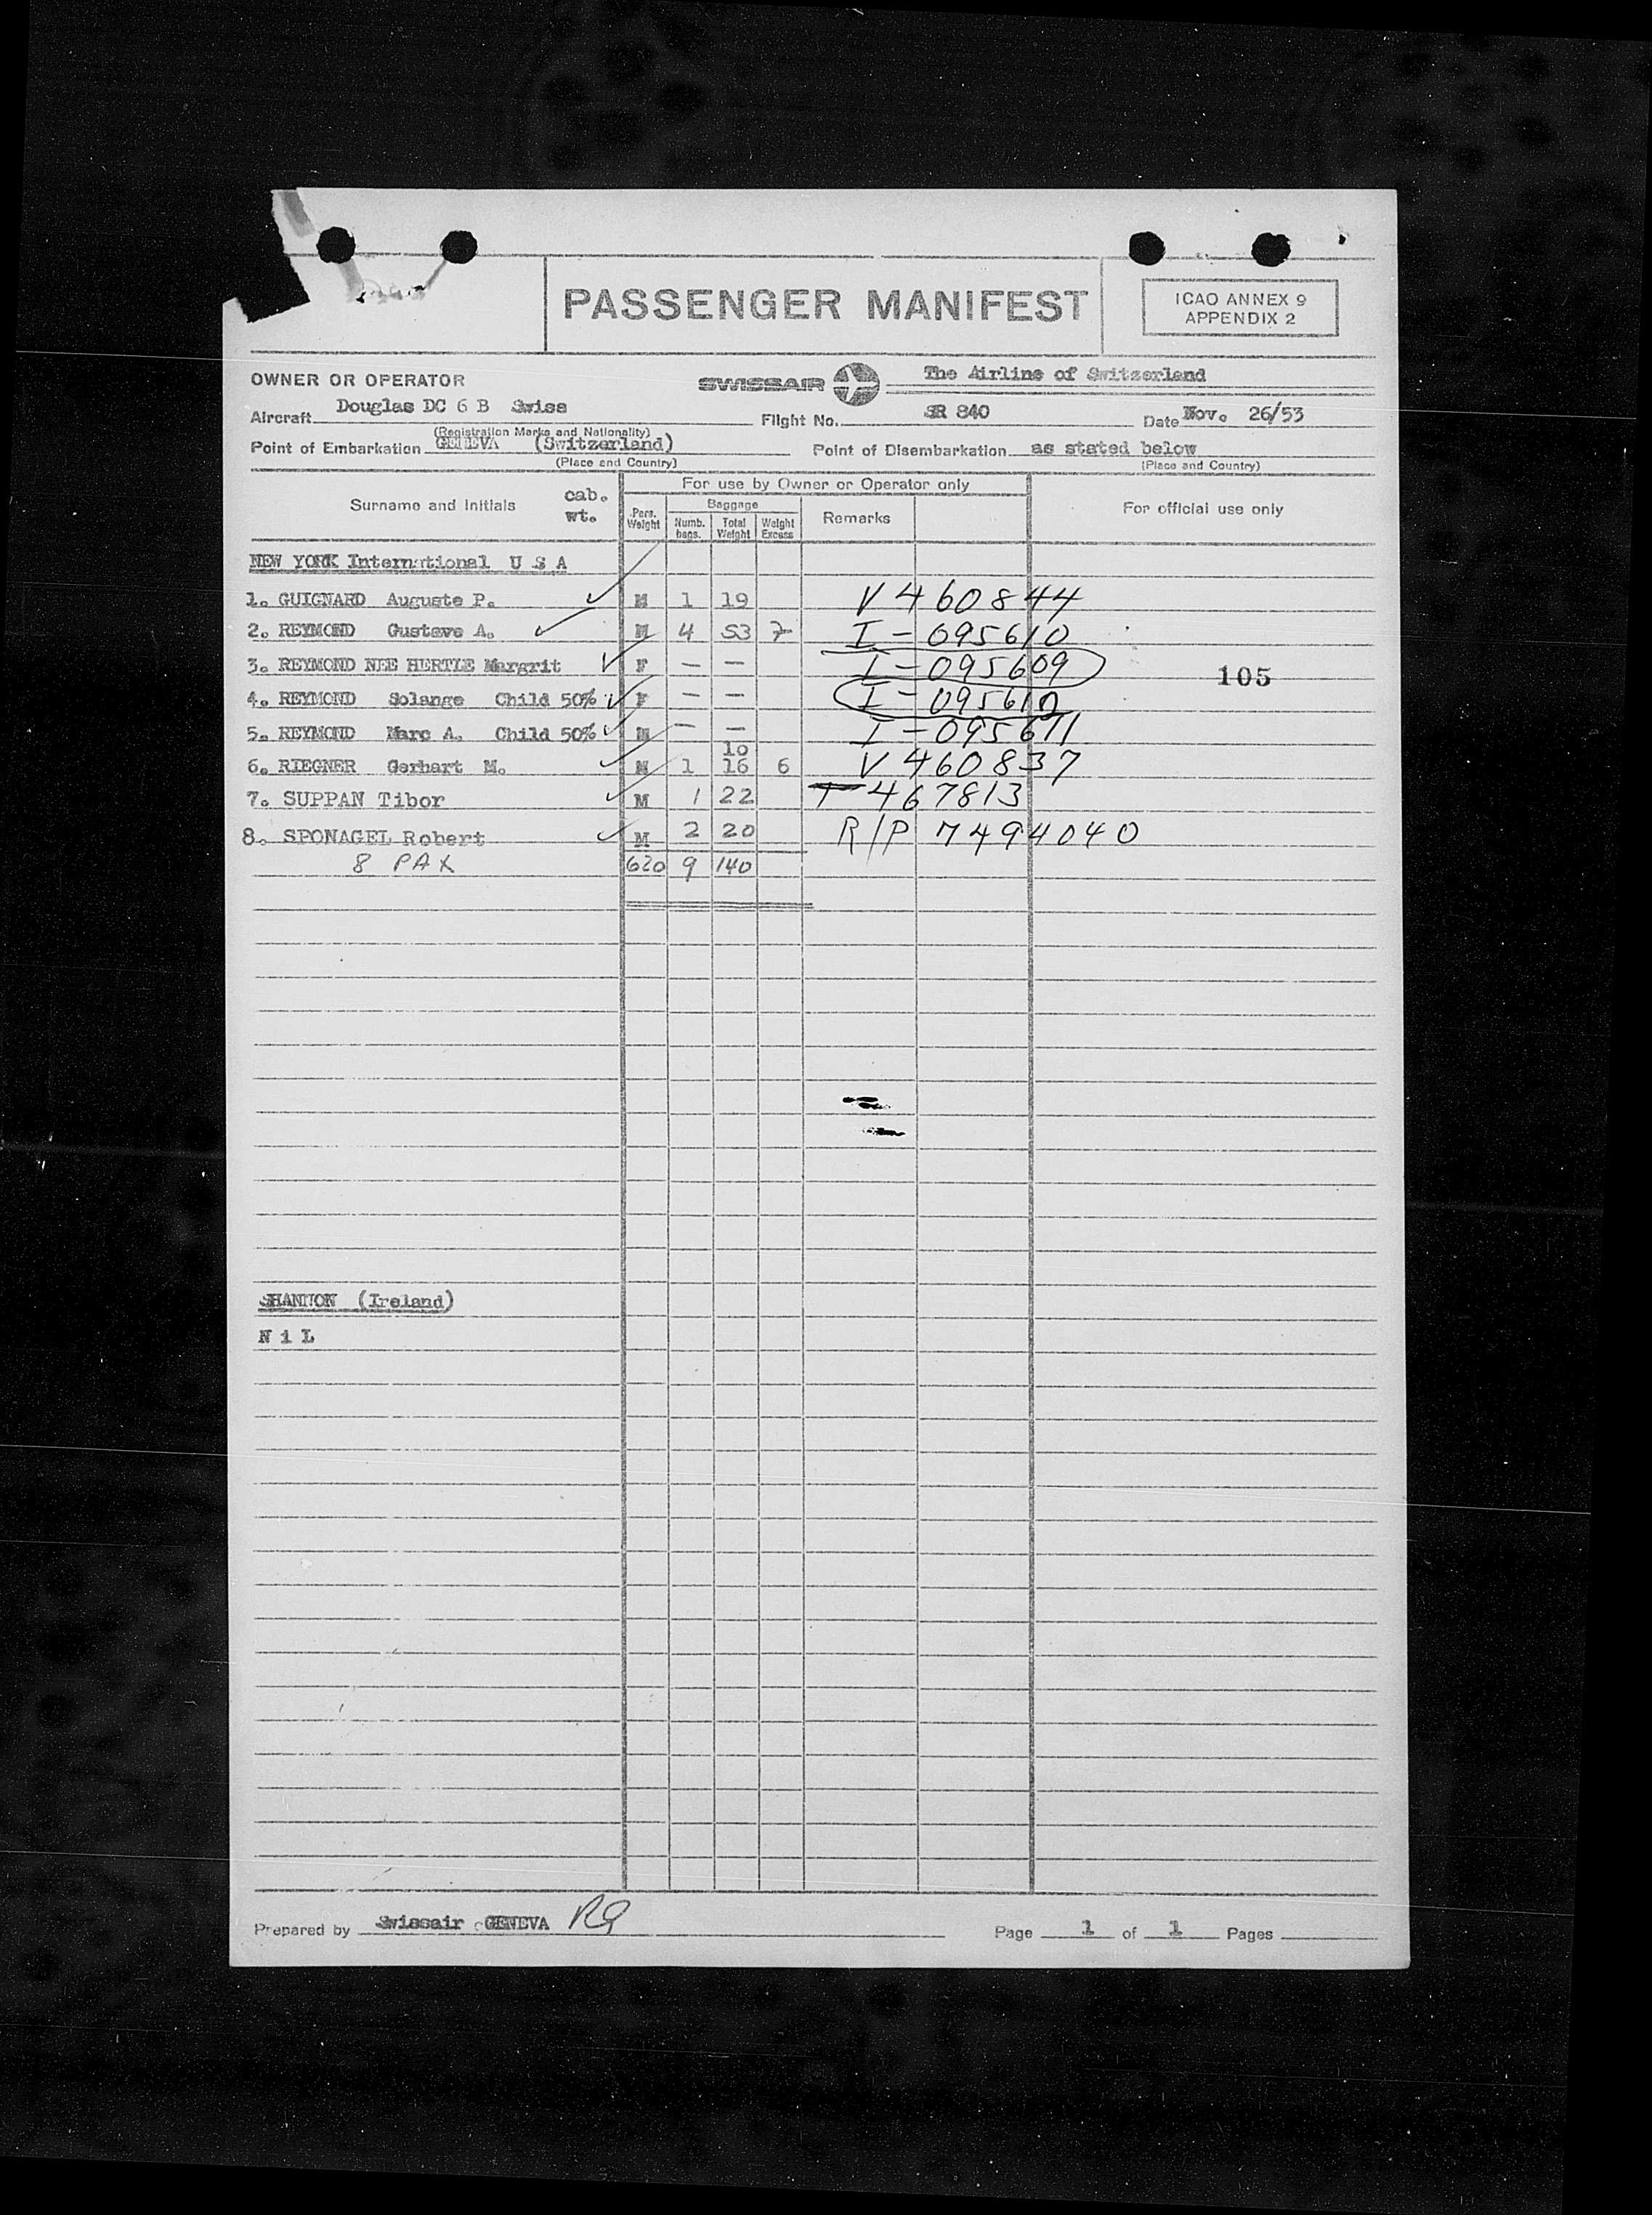 PASSENGER MANIFEST
ICAO ANNEX 9
APPENDIX 2
OWNER OR OPERATOR SWISSAIR The Airline of Switzerland
Aircraft Douglas DC 6 B Swiss Flight No. SR 840 Date Nov. 26/53
(Registration Marks and Nationality)
Point of Embarkation GENEVA (Switzerland) Point of Disembarkation as stated below
(Place and Country) (Place and Country)
For use by Owner or Operator only
Surname and Initials cab. wt. Pers. Weight Baggage Numb. bags. Total Weight Weight Excess Remarks For official use only
NEW YORK International U S A
1. GUIGNARD Auguste P. M 1 19 V 460844
2. REYMOND Gustave A. M 4 53 7 I - 095610
3. REYMOND NEE HERTLE Margrit F — — I - 095609
105
4. REYMOND Solange Child 50% F — — I - 095612
5. REYMOND Marc A. Child 50% M — — I - 095611
10
6. RIEGNER Gerhart M. M 1 16 6 V 460837
7. SUPPAN Tibor M 1 22 T 467813
8. SPONAGEL Robert M 2 20 R/P 7494040
8 PAX 620 9 140
SHANNON (Ireland)
N i L
Prepared by Swissair GENEVA RG Page 1 of 1 Pages